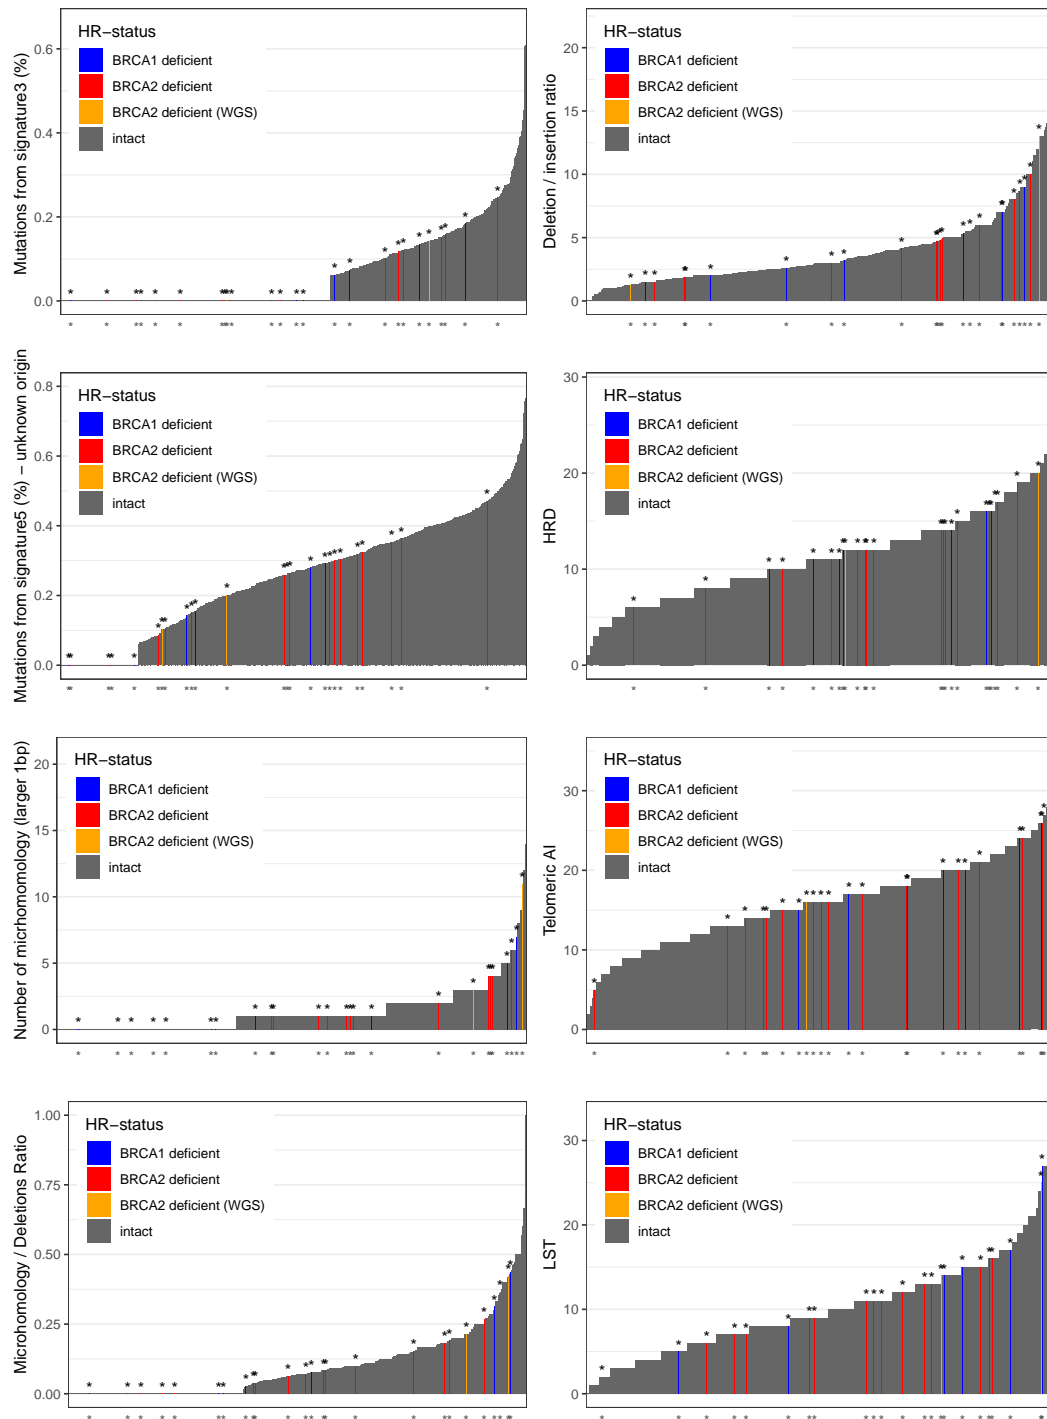 Mutations from signature3 (%)
0.6
0.4
0.2
0.0
HR−status
BRCA1 deficient
BRCA2 deficient
BRCA2 deficient (WGS)
intact
Deletion / insertion ratio
20
15
10
5
0
HR−status
BRCA1 deficient
BRCA2 deficient
BRCA2 deficient (WGS)
intact
Mutations from signature5 (%) − unknown origin
0.8
0.6
0.4
0.2
0.0
HR−status
BRCA1 deficient
BRCA2 deficient
BRCA2 deficient (WGS)
intact
HRD
30
20
10
0
HR−status
BRCA1 deficient
BRCA2 deficient
BRCA2 deficient (WGS)
intact
Number of micrhomomology (larger 1bp)
20
15
10
5
0
HR−status
BRCA1 deficient
BRCA2 deficient
BRCA2 deficient (WGS)
intact
Telomeric AI
30
20
10
0
HR−status
BRCA1 deficient
BRCA2 deficient
BRCA2 deficient (WGS)
intact
Microhomology / Deletions Ratio
1.00
0.75
0.50
0.25
0.00
HR−status
BRCA1 deficient
BRCA2 deficient
BRCA2 deficient (WGS)
intact
LST
30
20
10
0
HR−status
BRCA1 deficient
BRCA2 deficient
BRCA2 deficient (WGS)
intact